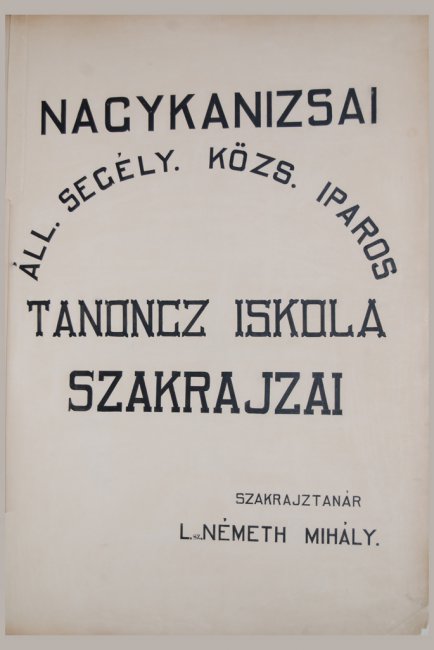 NAGYKANIZSAI
ÁLL. SEGÉLY. KÖZS. IPAROS
TANONCZ ISKOLA
SZAKRAJZAI
SZAKRAJZTANÁR
L.sz.NÉMETH MIHÁLY.